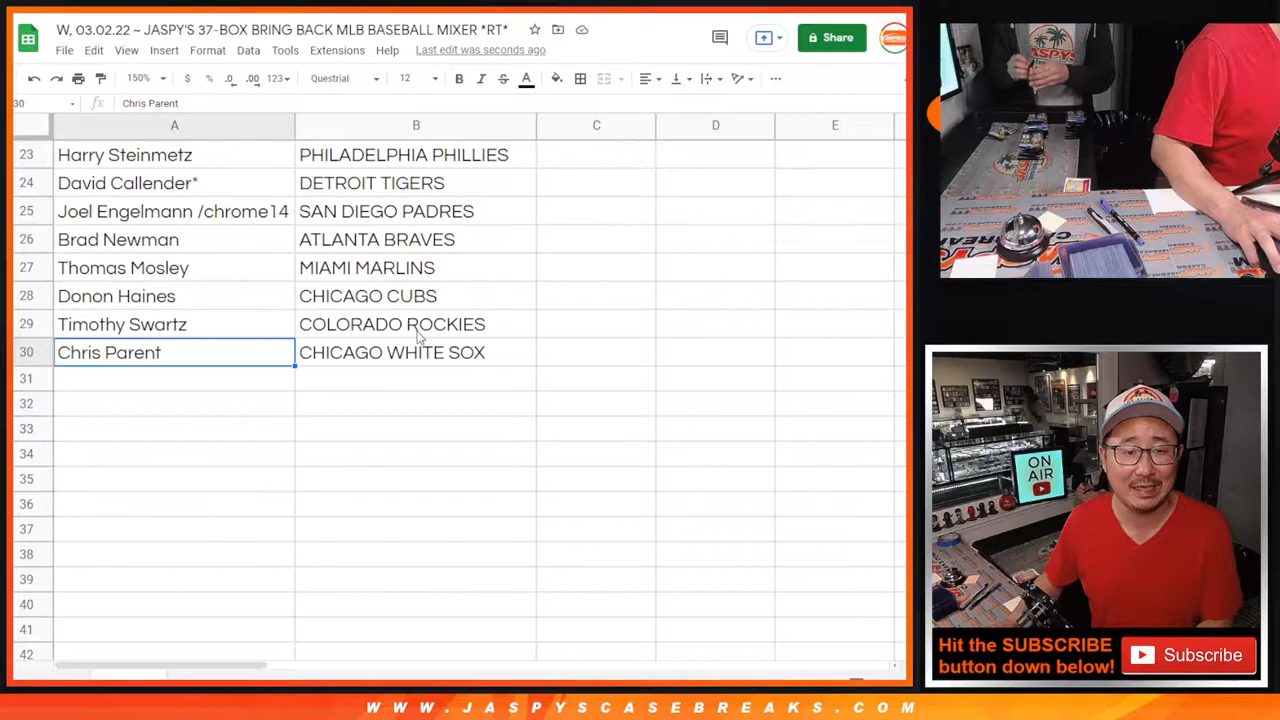 W, 03.02.22 ~ JASPY'S 37-BOX BRING BACK MLB BASEBALL MIXER *RT*
File Edit View Insert Format Data Tools Extensions Help Last edit was seconds ago
Share
150% $ % .0 .00 123 Questrial 12 B I S A
30 fx Chris Parent
A B C D E
23 Harry Steinmetz PHILADELPHIA PHILLIES
24 David Callender* DETROIT TIGERS
25 Joel Engelmann /chrome14 SAN DIEGO PADRES
26 Brad Newman ATLANTA BRAVES
27 Thomas Mosley MIAMI MARLINS
28 Donon Haines CHICAGO CUBS
29 Timothy Swartz COLORADO ROCKIES
30 Chris Parent CHICAGO WHITE SOX
31
32
33
34
35
36
37
38
39
40
41
42
JASPYS
ON
AIR
Hit the SUBSCRIBE
button down below!
Subscribe
WWW.JASPYSCASEBREAKS.COM